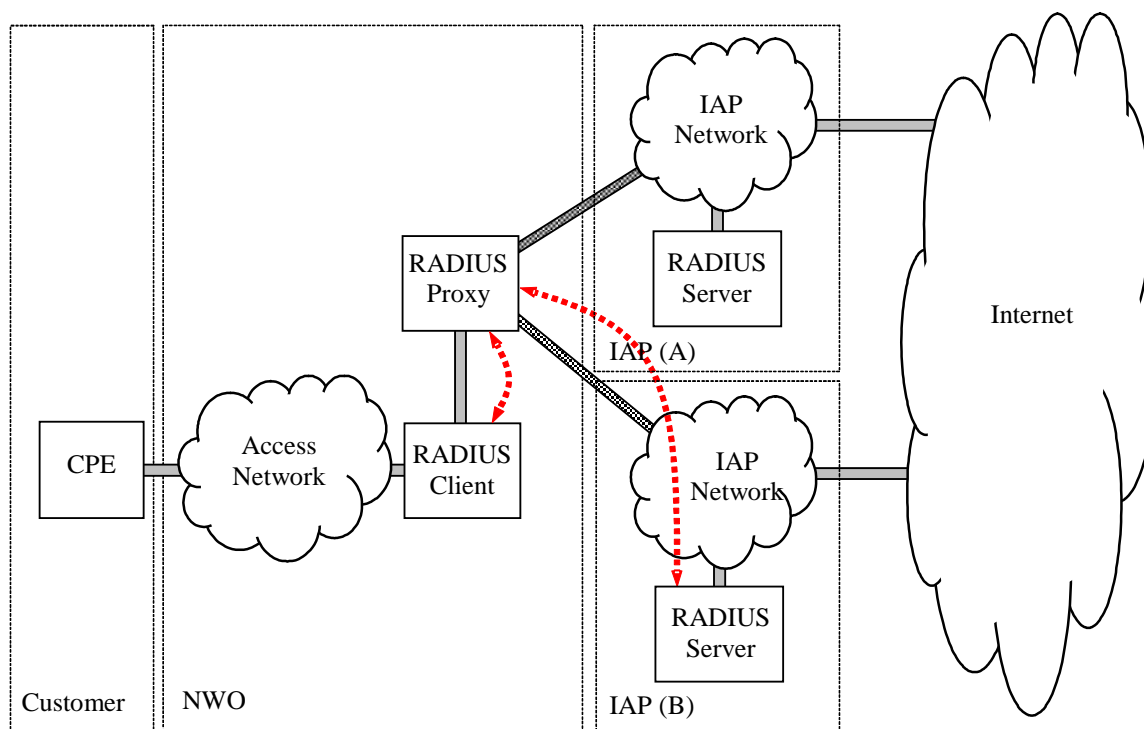 IAP
Network
RADIUS
Proxy
RADIUS
Server
Internet
IAP (A)
CPE
Access
Network
RADIUS
Client
IAP
Network
RADIUS
Server
Customer
NWO
IAP (B)